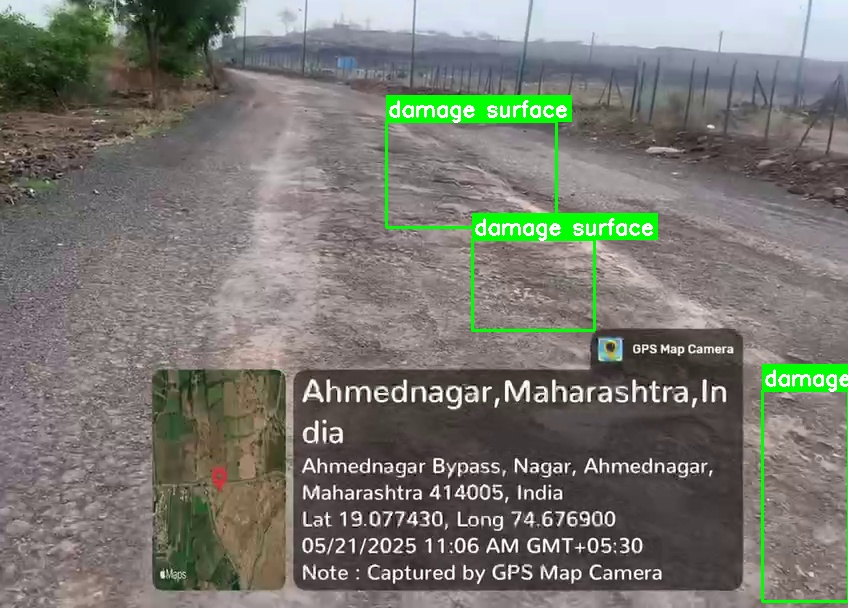 damage surface
damage surface
GPS Map Camera
damage
Ahmednagar,Maharashtra,In
dia
Ahmednagar Bypass, Nagar, Ahmednagar,
Maharashtra 414005, India
Lat 19.077430, Long 74.676900
05/21/2025 11:06 AM GMT+05:30
Note : Captured by GPS Map Camera
Maps